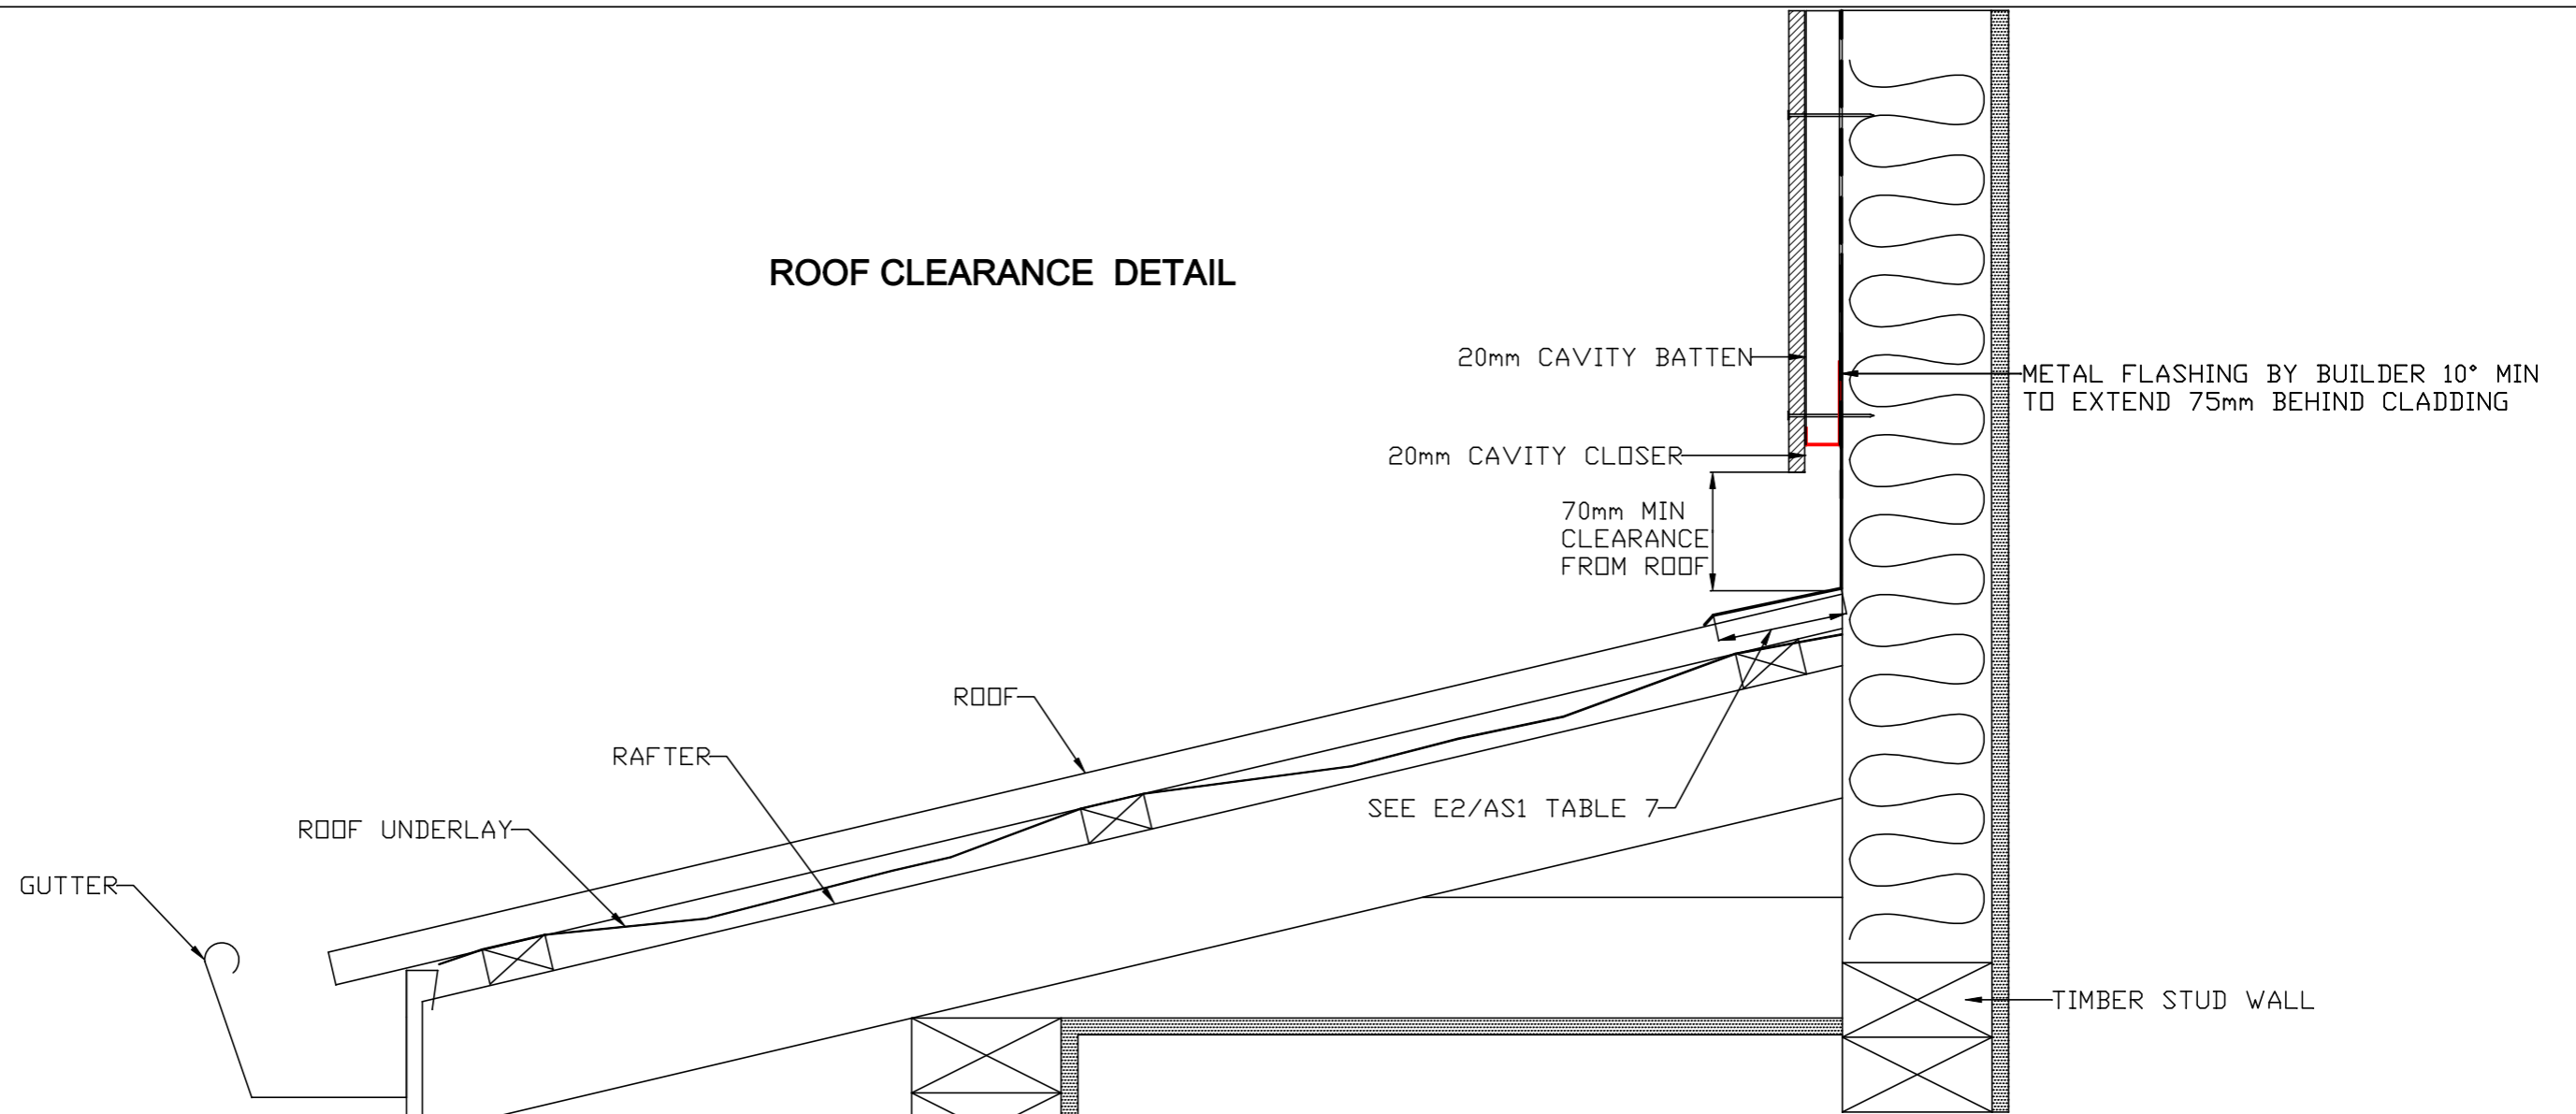 ROOF CLEARANCE DETAIL
20mm CAVITY BATTEN
METAL FLASHING BY BUILDER 10° MIN
TO EXTEND 75mm BEHIND CLADDING
20mm CAVITY CLOSER
70mm MIN
CLEARANCE
FROM ROOF
ROOF
RAFTER
SEE E2/AS1 TABLE 7
ROOF UNDERLAY
GUTTER
TIMBER STUD WALL